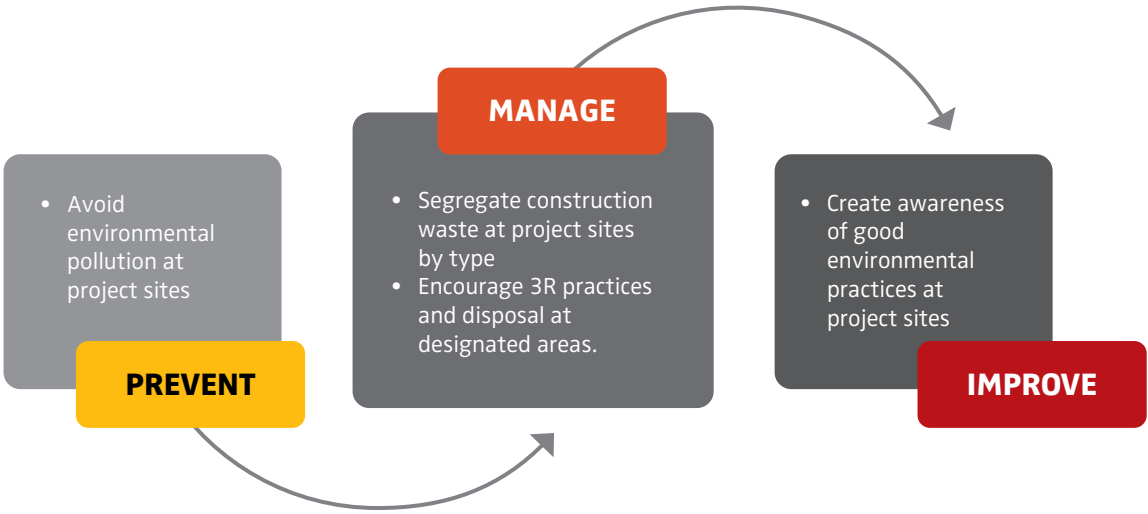 • Avoid
environmental
pollution at
project sites
PREVENT
MANAGE
• Segregate construction
waste at project sites
by type
• Encourage 3R practices
and disposal at
designated areas.
• Create awareness
of good
environmental
practices at
project sites
IMPROVE